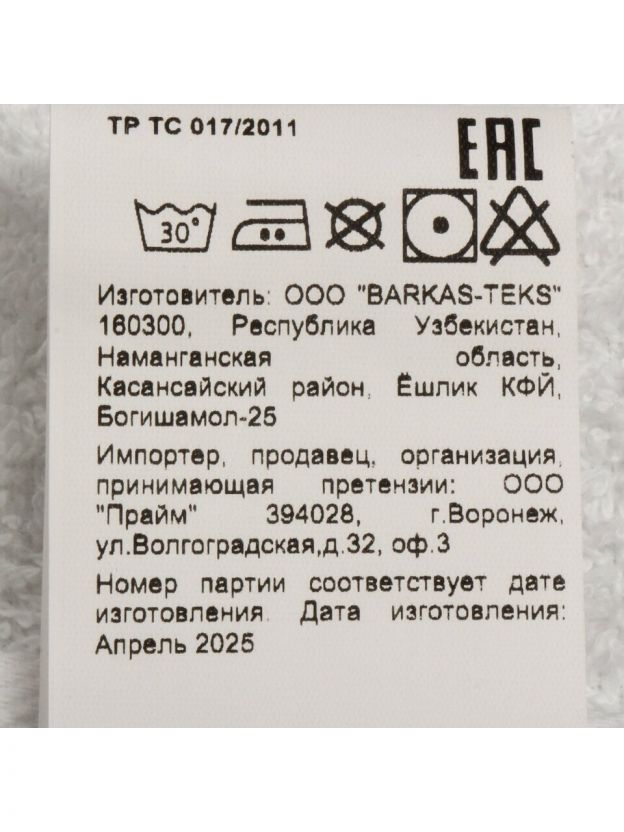 ТР ТС 017/2011
EAC
30°
Изготовитель: ООО "BARKAS-TEKS"
160300, Республика Узбекистан,
Наманганская область,
Касансайский район, Ёшлик КФЙ,
Богишамол-25
Импортер, продавец, организация,
принимающая претензии: ООО
"Прайм" 394028, г.Воронеж,
ул.Волгоградская,д.32, оф.3
Номер партии соответствует дате
изготовления. Дата изготовления:
Апрель 2025